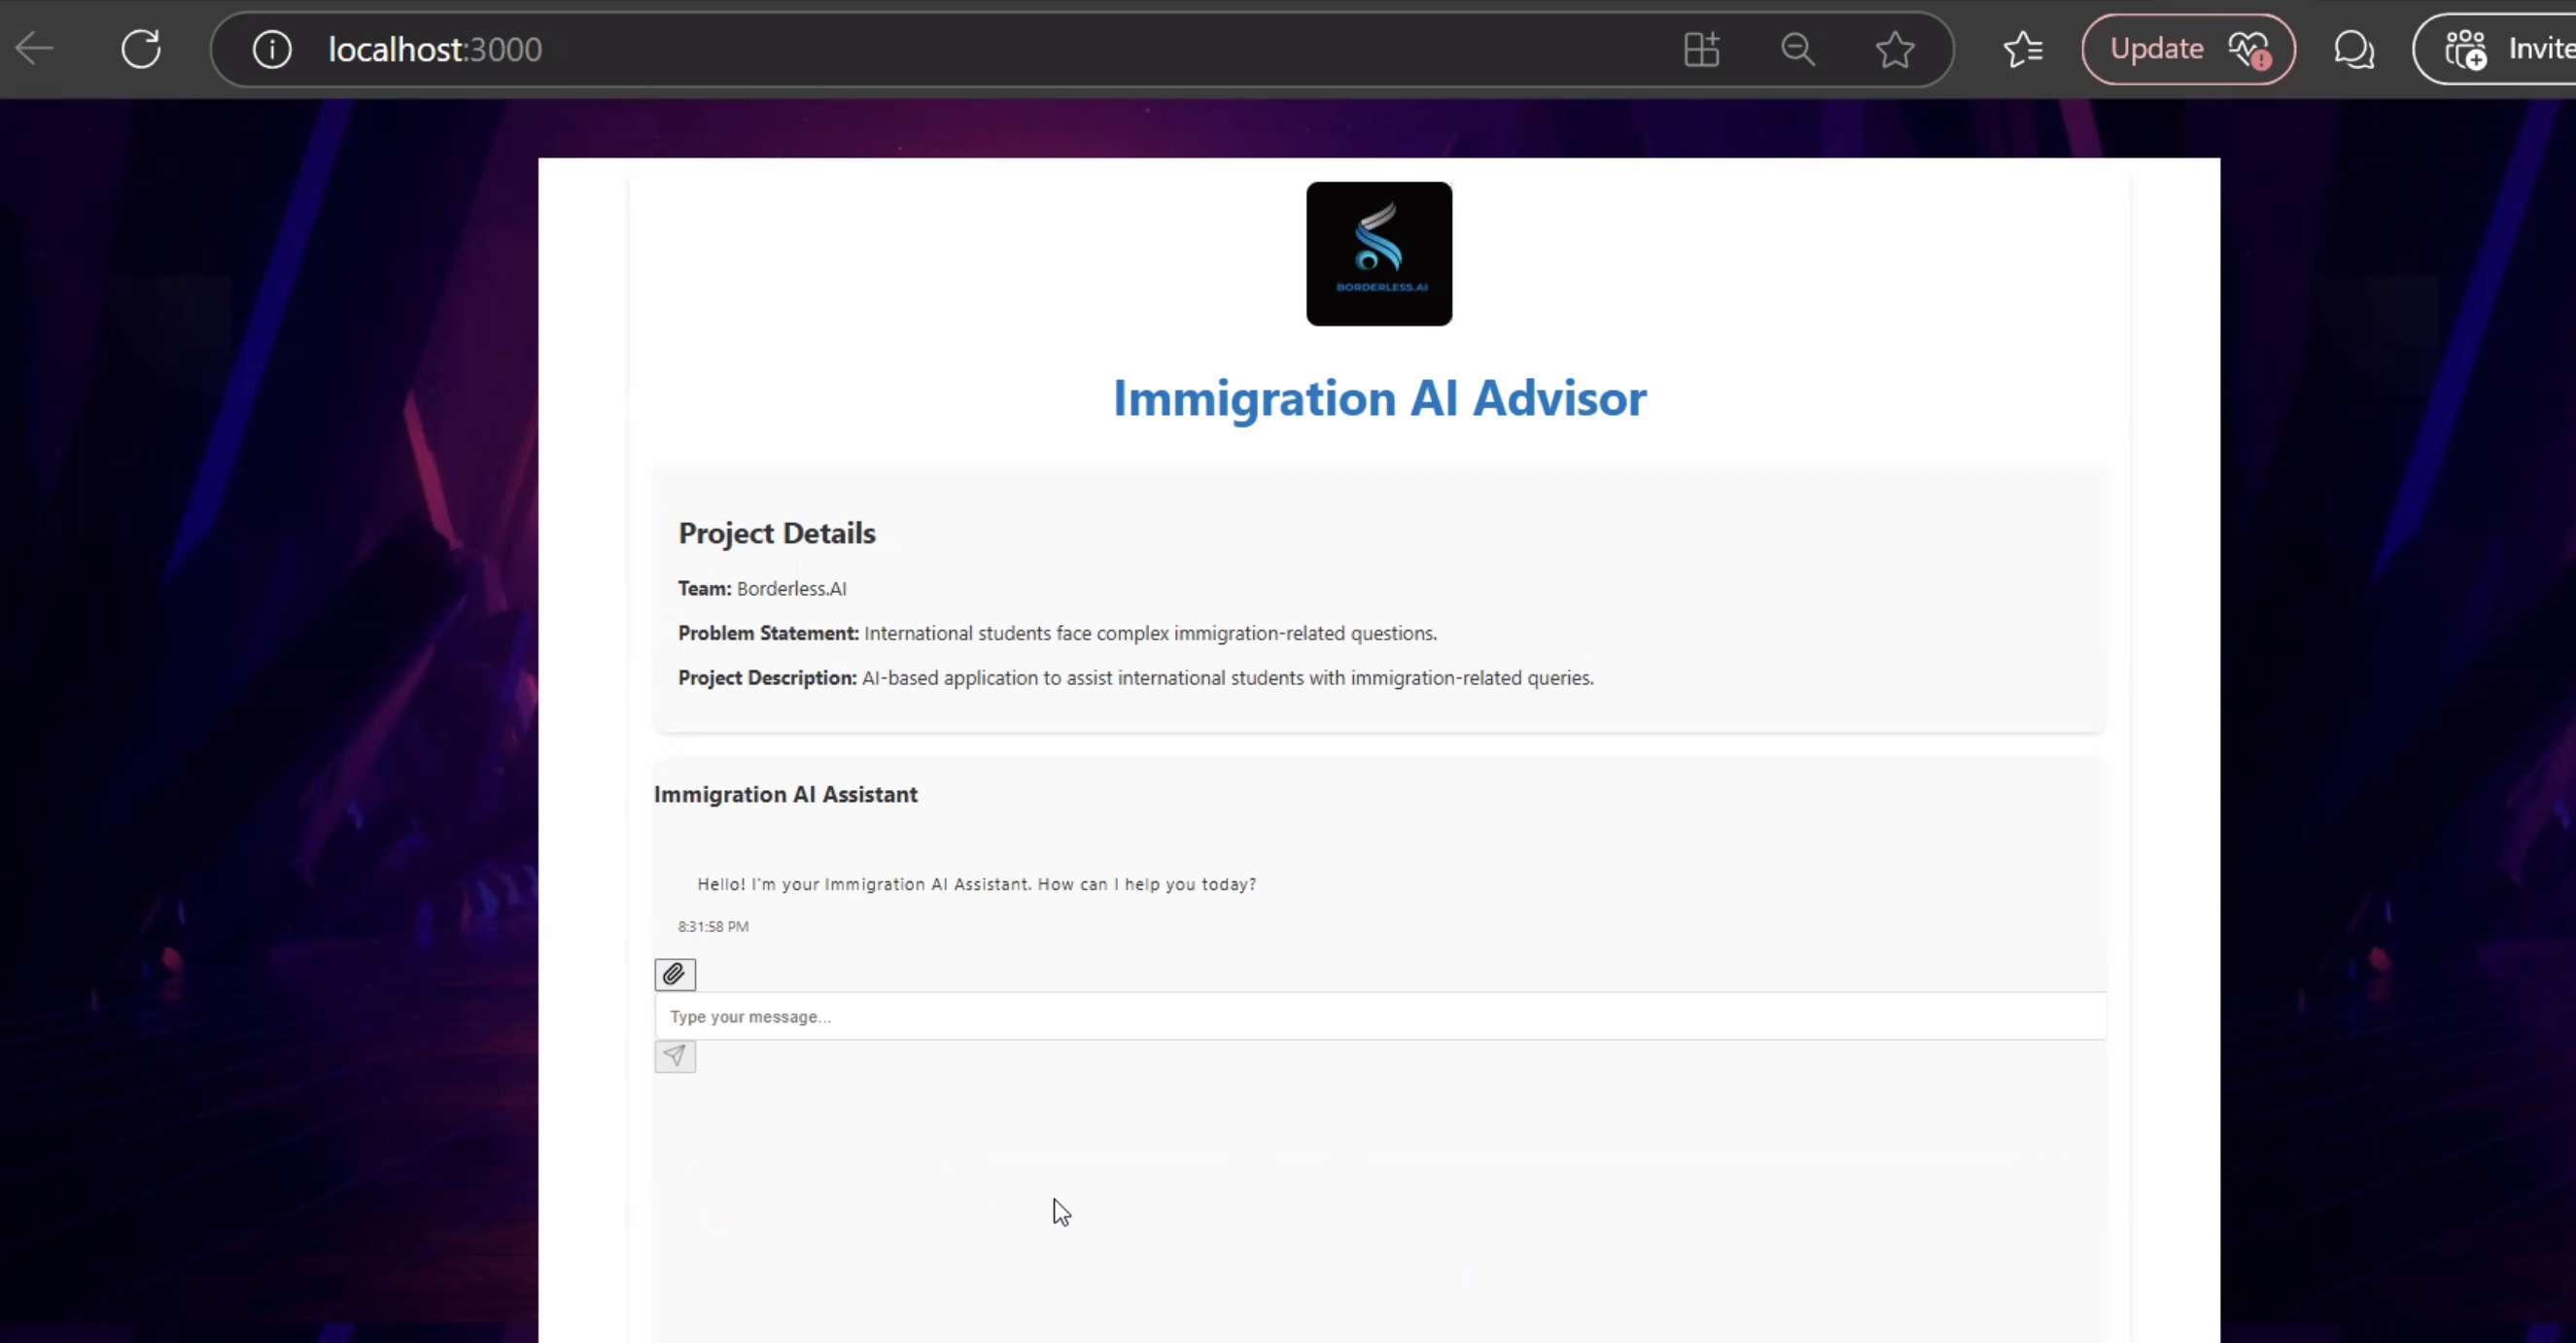 localhost:3000
Update
Invite
BORDERLESS.AI
Immigration AI Advisor
Project Details
Team: Borderless.AI
Problem Statement: International students face complex immigration-related questions.
Project Description: AI-based application to assist international students with immigration-related queries.
Immigration AI Assistant
Hello! I'm your Immigration AI Assistant. How can I help you today?
8:31:58 PM
Type your message...